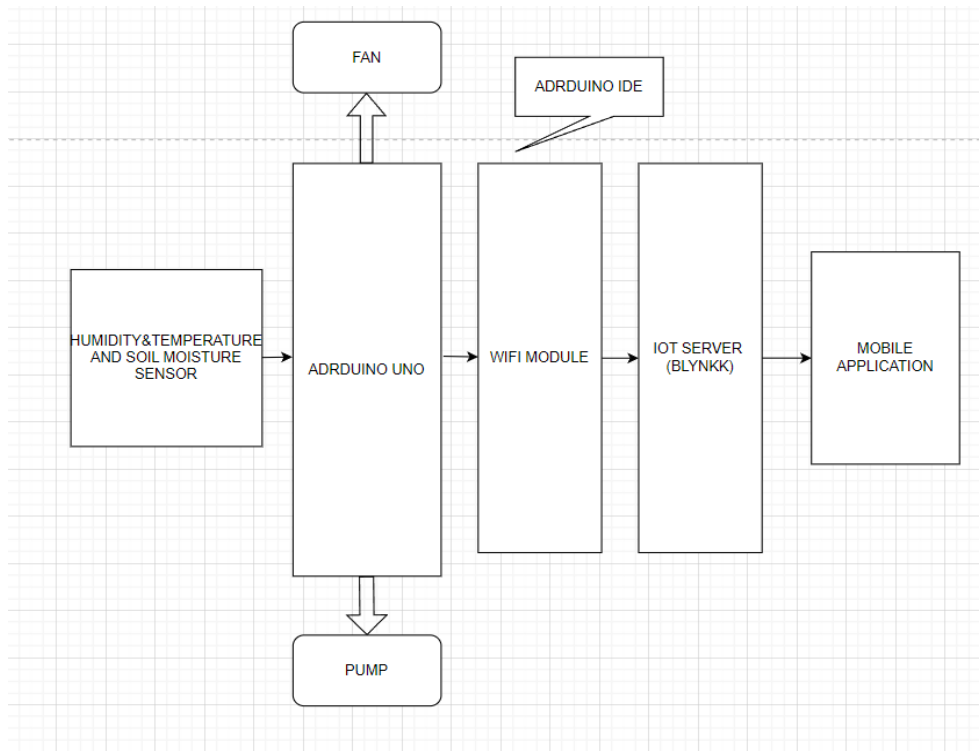 FAN
ADRDUINO IDE
HUMIDITY&TEMPERATURE
AND SOIL MOISTURE
SENSOR
ADRDUINO UNO
WIFI MODULE
IOT SERVER
(BLYNKK)
MOBILE
APPLICATION
PUMP